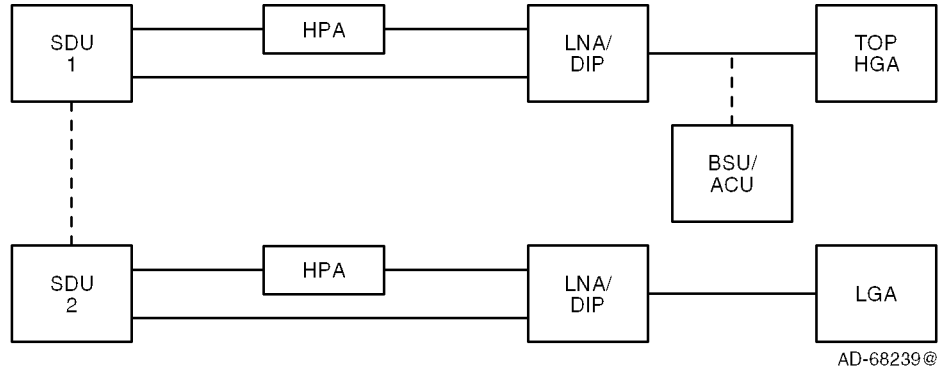 SDU
1
HPA
LNA/
DIP
TOP
HGA
BSU/
ACU
SDU
2
HPA
LNA/
DIP
LGA
AD-68239@